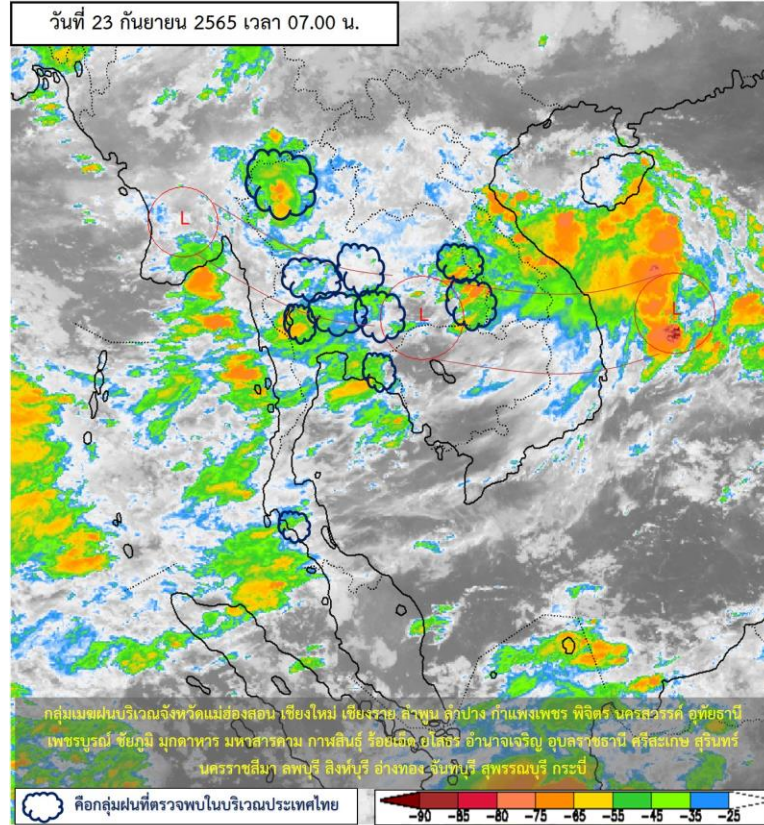 วันที่ 23 กันยายน 2565 เวลา 07.00 น.
L
L
L
กลุ่มเมฆฝนบริเวณจังหวัดแม่ฮ่องสอน เชียงใหม่ เชียงราย ลำพูน ลำปาง กำแพงเพชร พิจิตร นครสวรรค์ อุทัยธานี
เพชรบูรณ์ ชัยภูมิ มุกดาหาร มหาสารคาม กาฬสินธุ์ ร้อยเอ็ด ยโสธร อำนาจเจริญ อุบลราชธานี ศรีสะเกษ สุรินทร์
นครราชสีมา ลพบุรี สิงห์บุรี อ่างทอง จันทบุรี สุพรรณบุรี กระบี่
คือกลุ่มฝนที่ตรวจพบในบริเวณประเทศไทย
-90 -85 -80 -75 -65 -55 -45 -35 -25